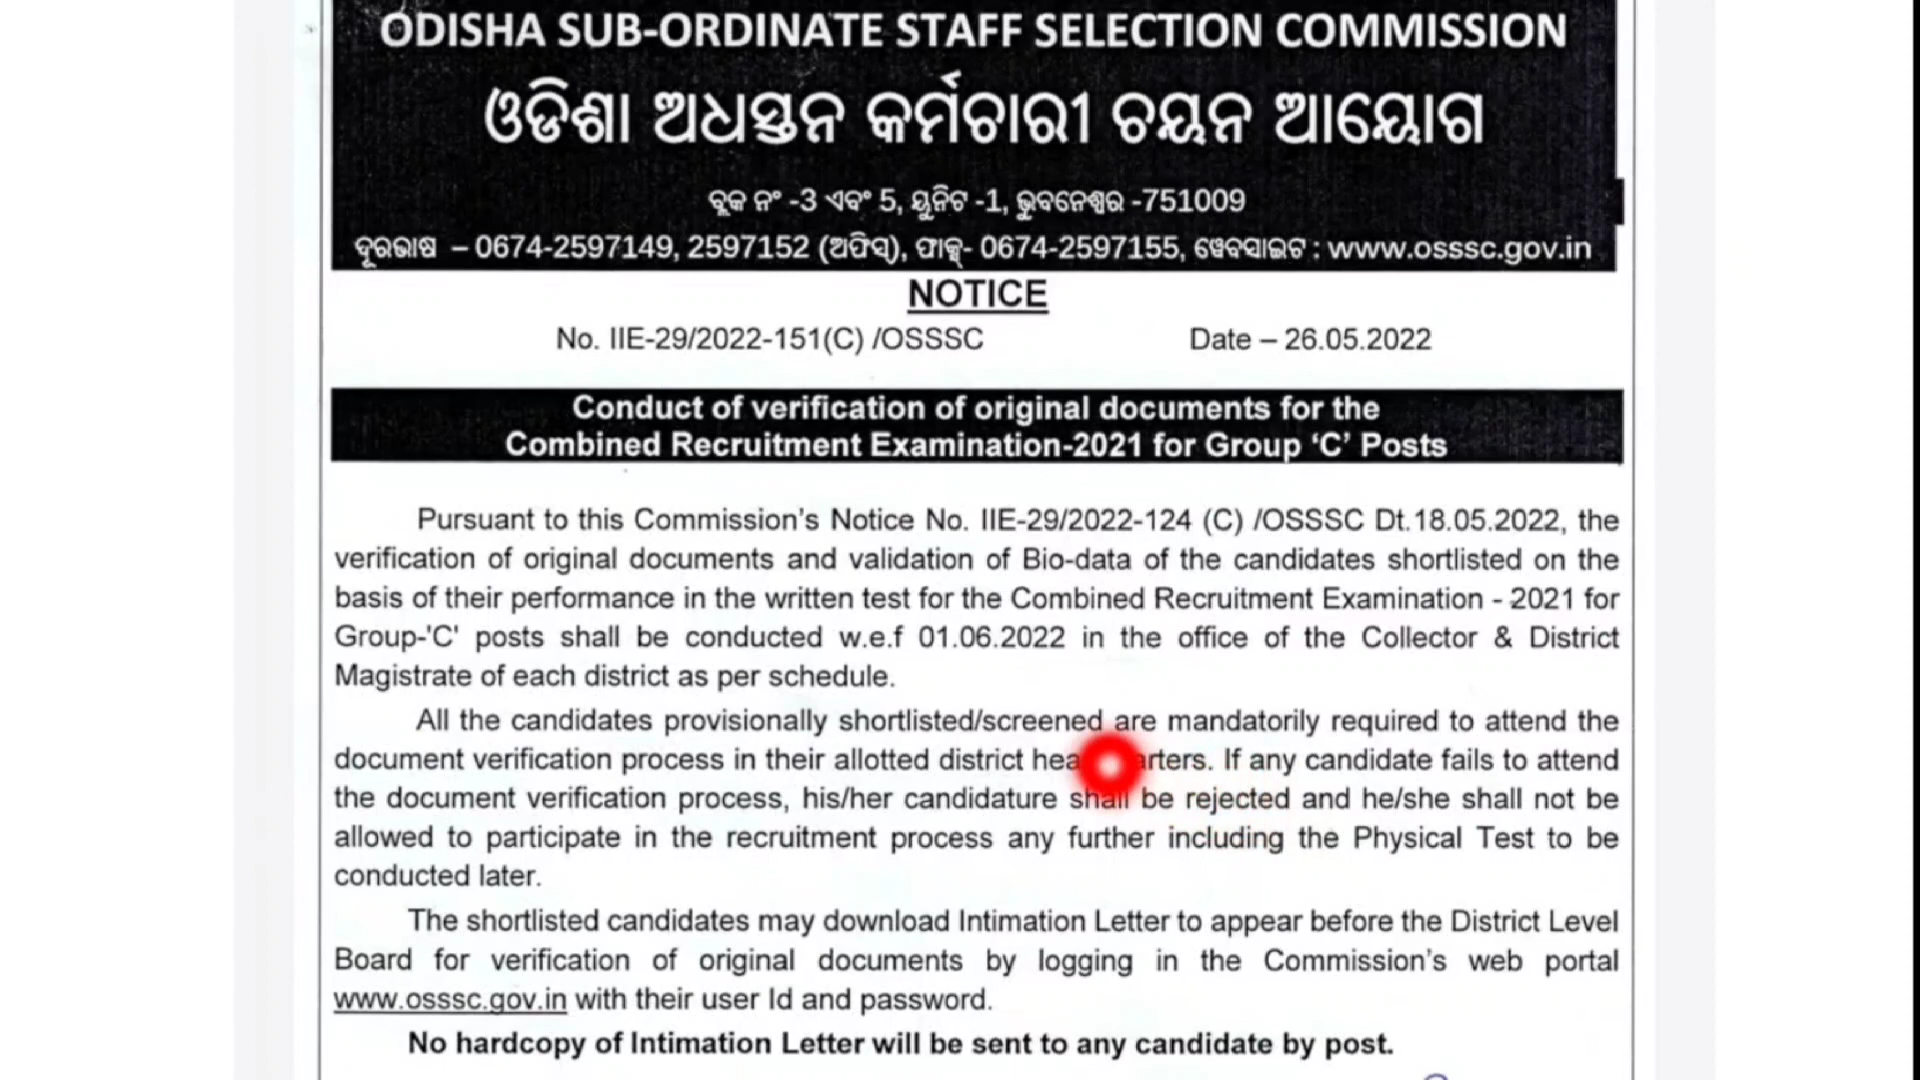 ODISHA SUB-ORDINATE STAFF SELECTION COMMISSION
ଓଡିଶା ଅଧସ୍ତନ କର୍ମଚାରୀ ଚୟନ ଆୟୋଗ
ବ୍ଲକ ନଂ -3 ଏବଂ 5, ୟୁନିଟ -1, ଭୁବନେଶ୍ୱର -751009
ଦୂରଭାଷ – 0674-2597149, 2597152 (ଅଫିସ୍), ଫାକ୍ସ- 0674-2597155, ୱେବସାଇଟ : www.osssc.gov.in
NOTICE
No. IIE-29/2022-151(C) /OSSSC Date – 26.05.2022
Conduct of verification of original documents for the
Combined Recruitment Examination-2021 for Group ‘C’ Posts
Pursuant to this Commission's Notice No. IIE-29/2022-124 (C) /OSSSC Dt.18.05.2022, the
verification of original documents and validation of Bio-data of the candidates shortlisted on the
basis of their performance in the written test for the Combined Recruitment Examination - 2021 for
Group-'C' posts shall be conducted w.e.f 01.06.2022 in the office of the Collector & District
Magistrate of each district as per schedule.
All the candidates provisionally shortlisted/screened are mandatorily required to attend the
document verification process in their allotted district If any candidate fails to attend
the document verification process, his/her candidature shall be rejected and he/she shall not be
allowed to participate in the recruitment process any further including the Physical Test to be
conducted later.
The shortlisted candidates may download Intimation Letter to appear before the District Level
Board for verification of original documents by logging in the Commission's web portal
www.osssc.gov.in with their user Id and password.
No hardcopy of Intimation Letter will be sent to any candidate by post.